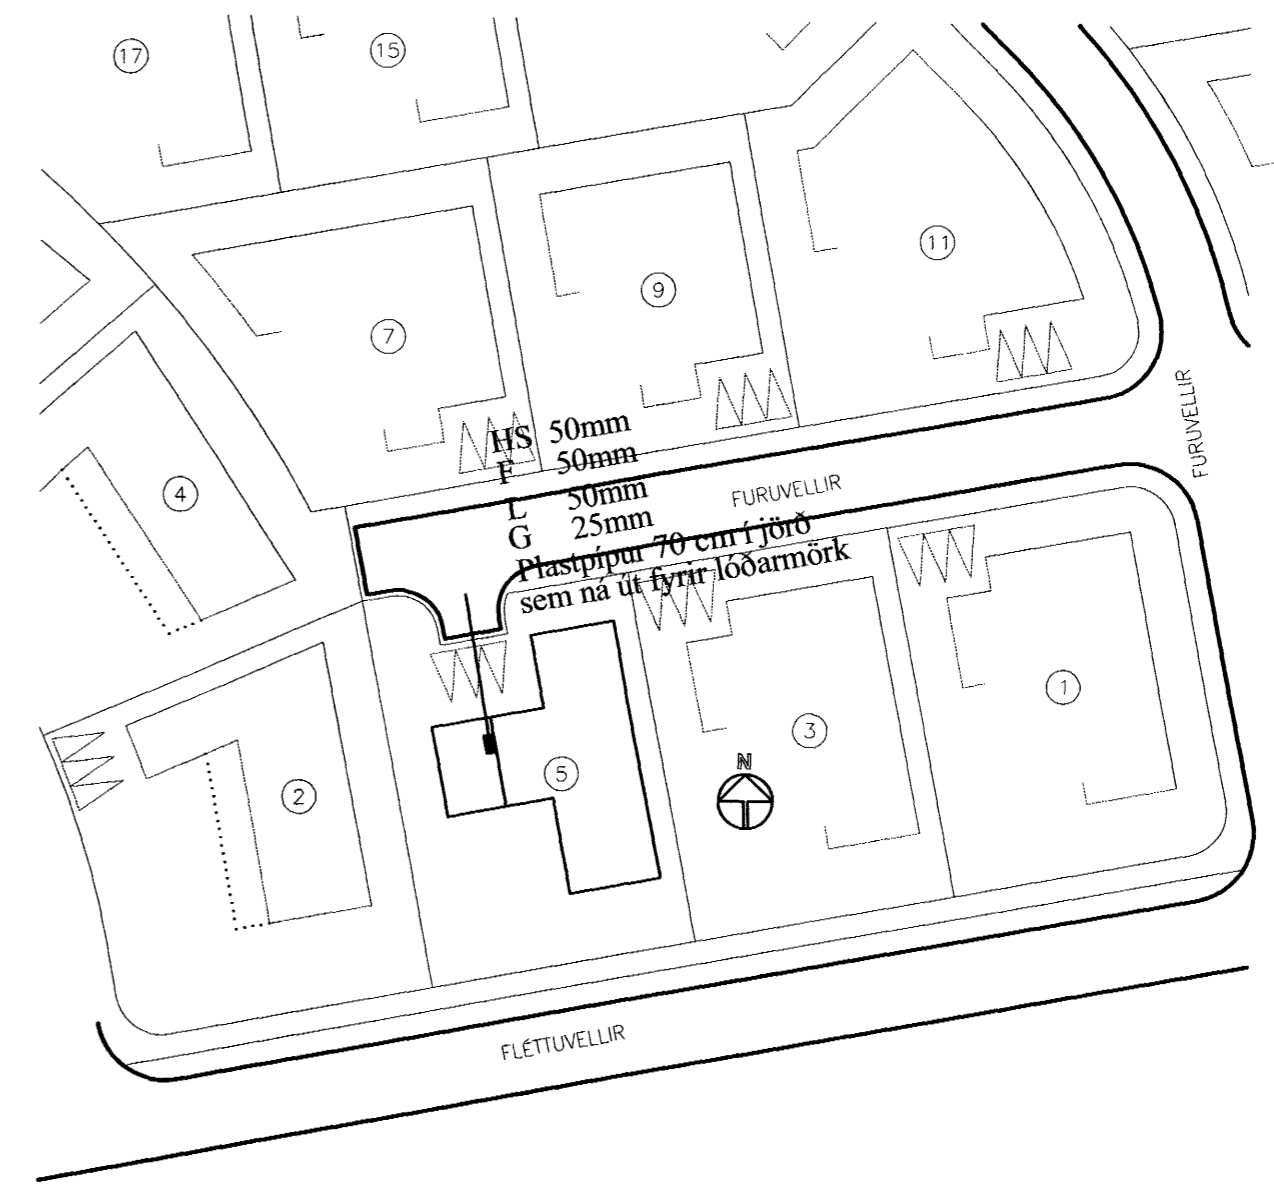 17
15
11
9
7
FURUVELLIR
HS 50mm
F 50mm
L 50mm
G 25mm
Plastpípur 70 cm í jörð
sem ná út fyrir lóðarmörk
FURUVELLIR
4
1
3
N
5
2
FLÉTTUVELLIR